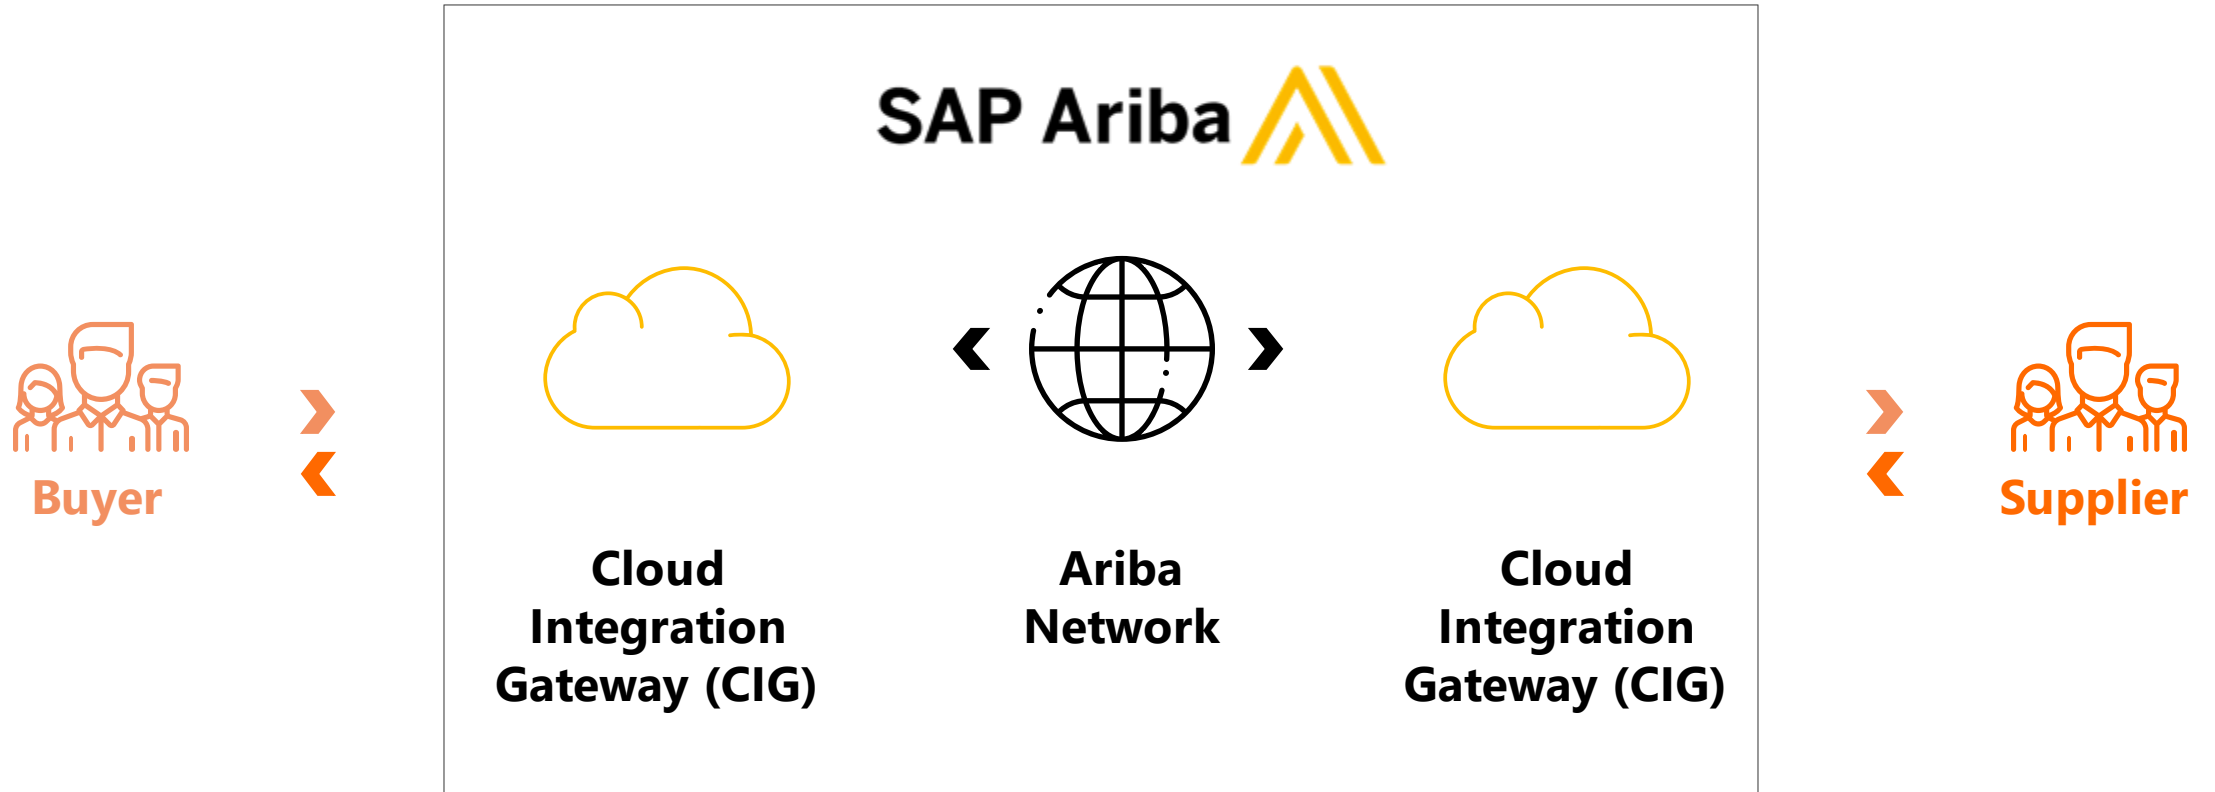 SAP Ariba
Buyer
Supplier
Cloud
Integration
Gateway (CIG)
Ariba
Network
Cloud
Integration
Gateway (CIG)